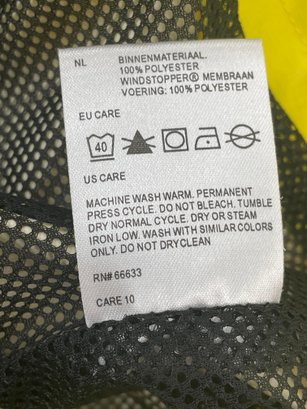 NL BINNENMATERIAAL.
100% POLYESTER
WINDSTOPPER® MEMBRAAN
VOERING: 100% POLYESTER
EU CARE
40
US CARE
MACHINE WASH WARM. PERMANENT
PRESS CYCLE. DO NOT BLEACH. TUMBLE
DRY NORMAL CYCLE. DRY OR STEAM
IRON LOW. WASH WITH SIMILAR COLORS
ONLY. DO NOT DRYCLEAN
RN# 66633
CARE 10